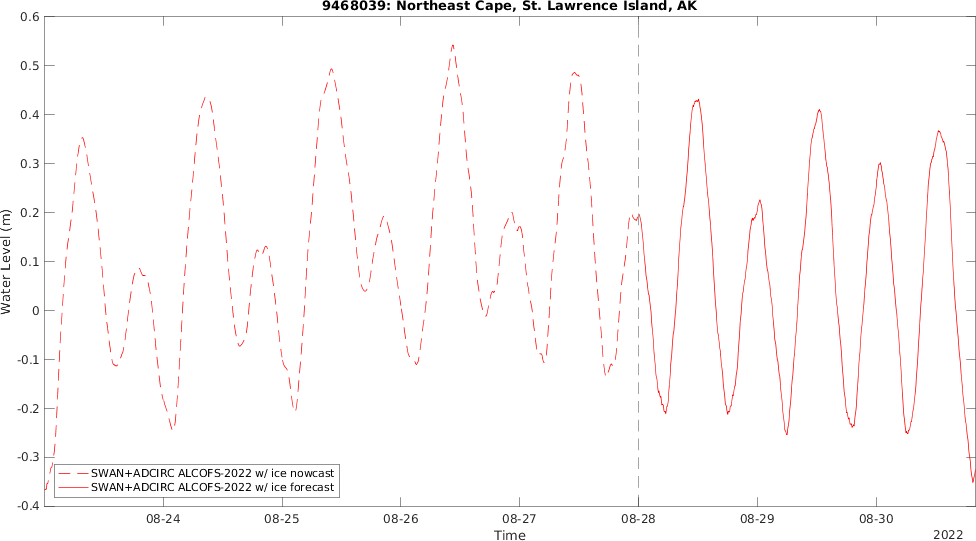 9468039: Northeast Cape, St. Lawrence Island, AK
0.6
0.5
0.4
0.3
0.2
0.1
0
-0.1
-0.2
-0.3
-0.4
Water Level (m)
SWAN+ADCIRC ALCOFS-2022 w/ ice nowcast
SWAN+ADCIRC ALCOFS-2022 w/ ice forecast
08-24 08-25 08-26 08-27 08-28 08-29 08-30
Time
2022